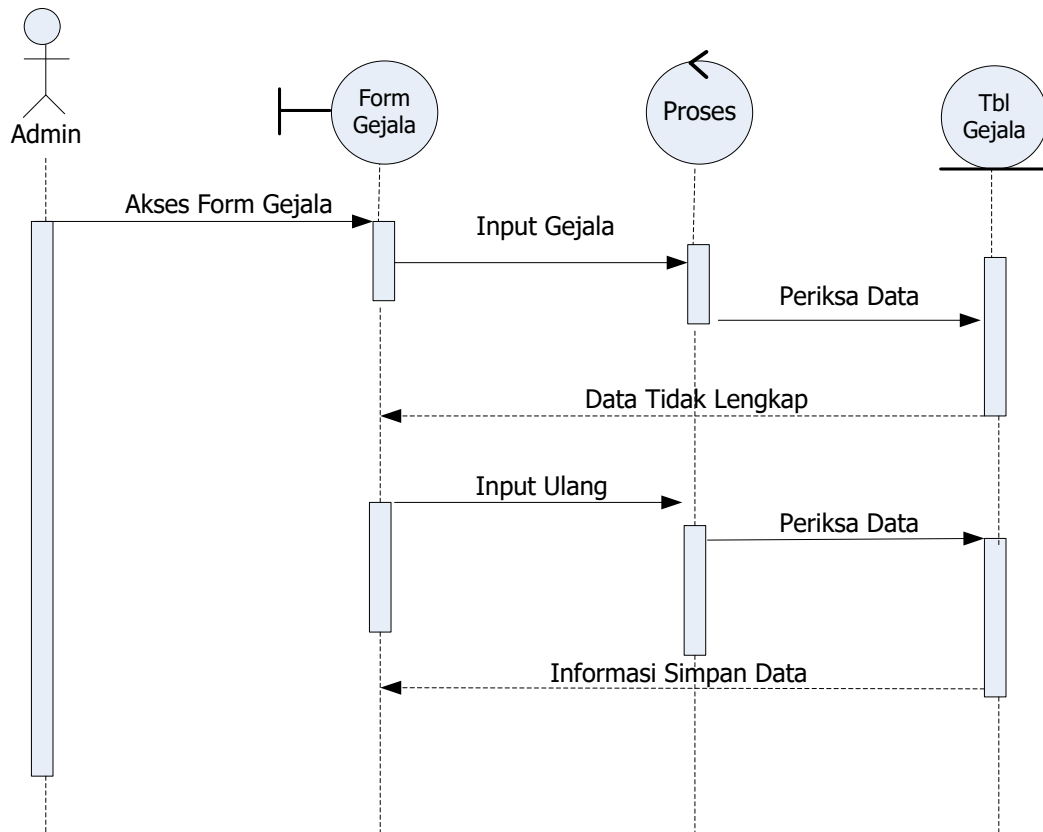 Admin
Form
Gejala
Proses
Tbl
Gejala
Akses Form Gejala
Input Gejala
Periksa Data
Data Tidak Lengkap
Input Ulang
Periksa Data
Informasi Simpan Data